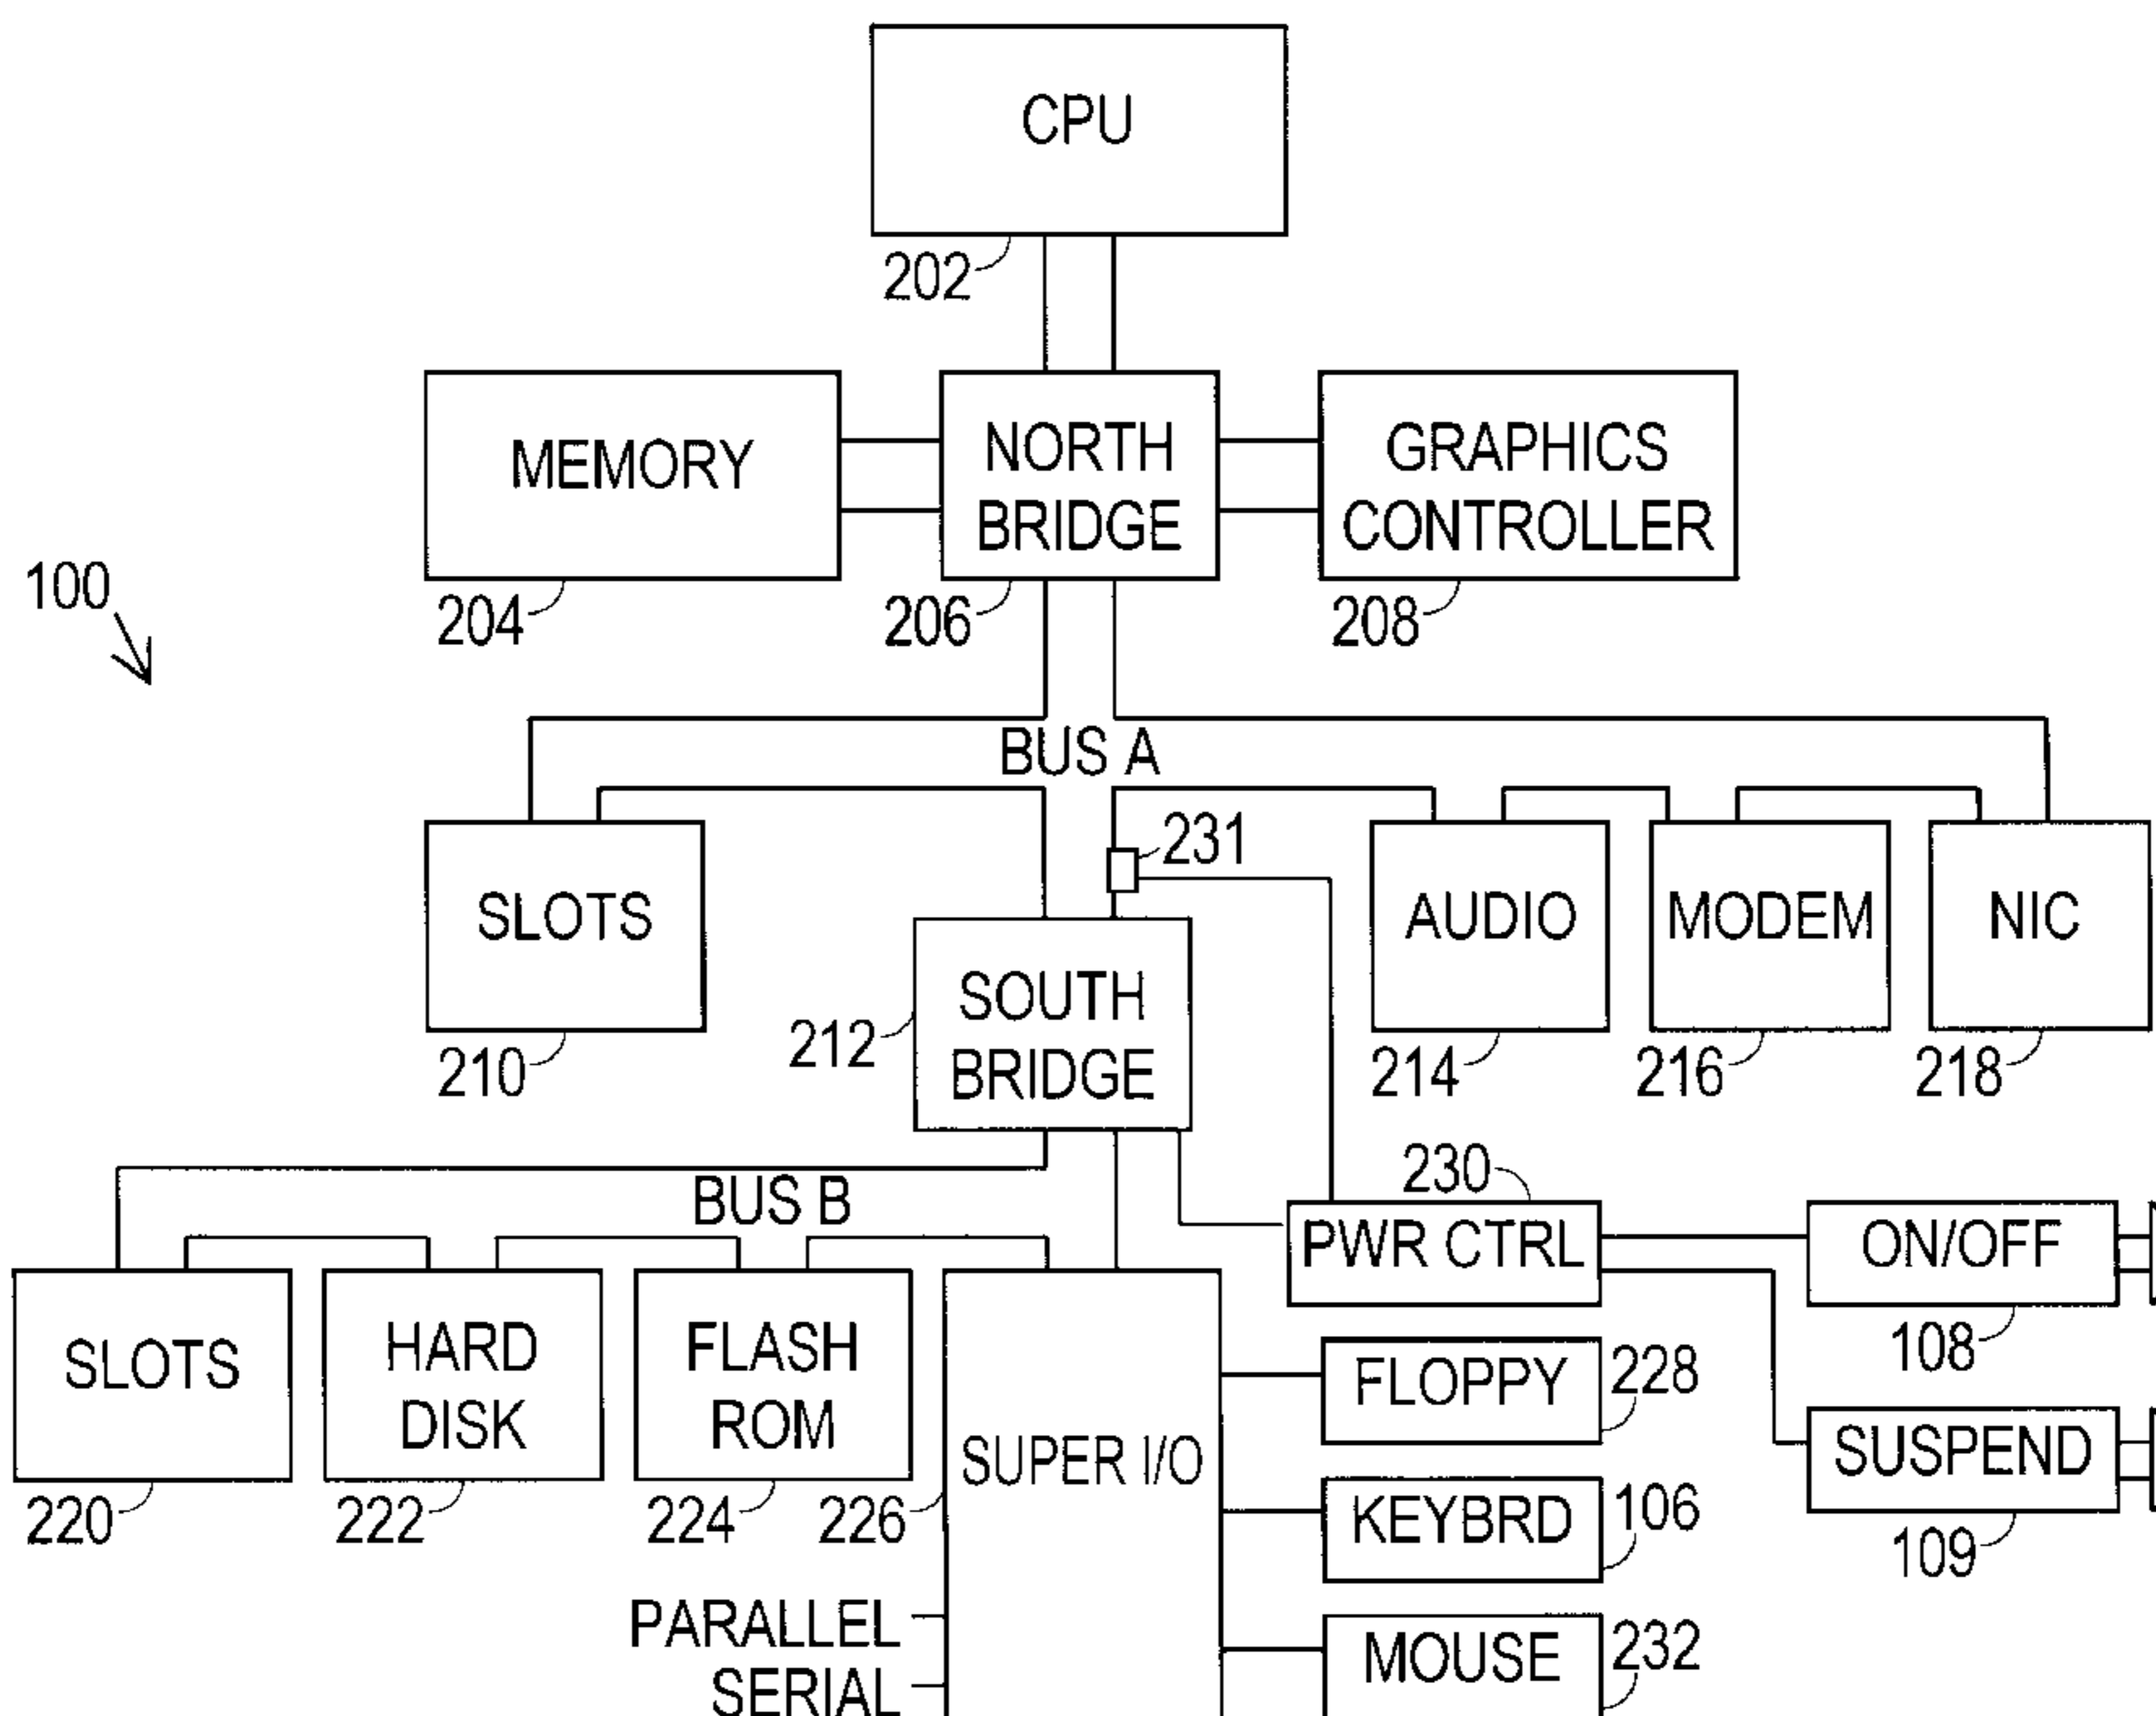 CPU
202
MEMORY
NORTH
BRIDGE
GRAPHICS
CONTROLLER
100
204
206
208
BUS A
231
SLOTS
AUDIO
MODEM
NIC
SOUTH
BRIDGE
212
210
214
216
218
230
BUS B
PWR CTRL
ON/OFF
108
SLOTS
HARD
DISK
FLASH
ROM
SUPER I/O
FLOPPY
228
SUSPEND
109
220
222
224
226
KEYBRD
106
PARALLEL
SERIAL
MOUSE
232